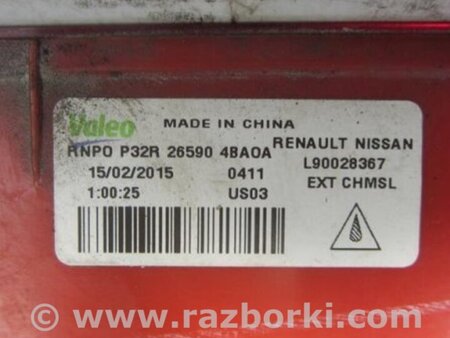 Valeo MADE IN CHINA
RNPO P32R 26590 4BA0A RENAULT NISSAN
15/02/2015 0411 L90028367
1:00:25 US03 EXT CHMSL
© www.razborki.com